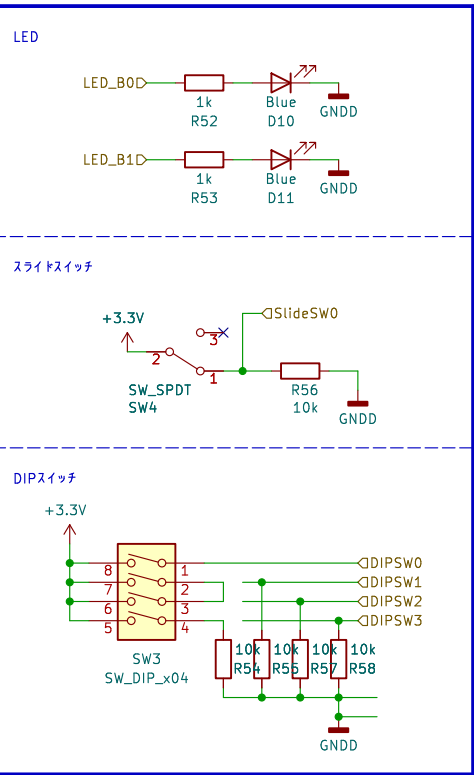 LED
LED_B0
1k
R52
Blue
D10
GNDD
LED_B1
1k
R53
Blue
D11
GNDD
スライドスイッチ
+3.3V
3
SlideSW0
2
1
SW_SPDT
SW4
R56
10k
GNDD
DIPスイッチ
+3.3V
8
1
DIPSW0
7
2
DIPSW1
6
3
DIPSW2
5
4
DIPSW3
SW3
SW_DIP_x04
10k
R54
10k
R55
10k
R57
10k
R58
GNDD